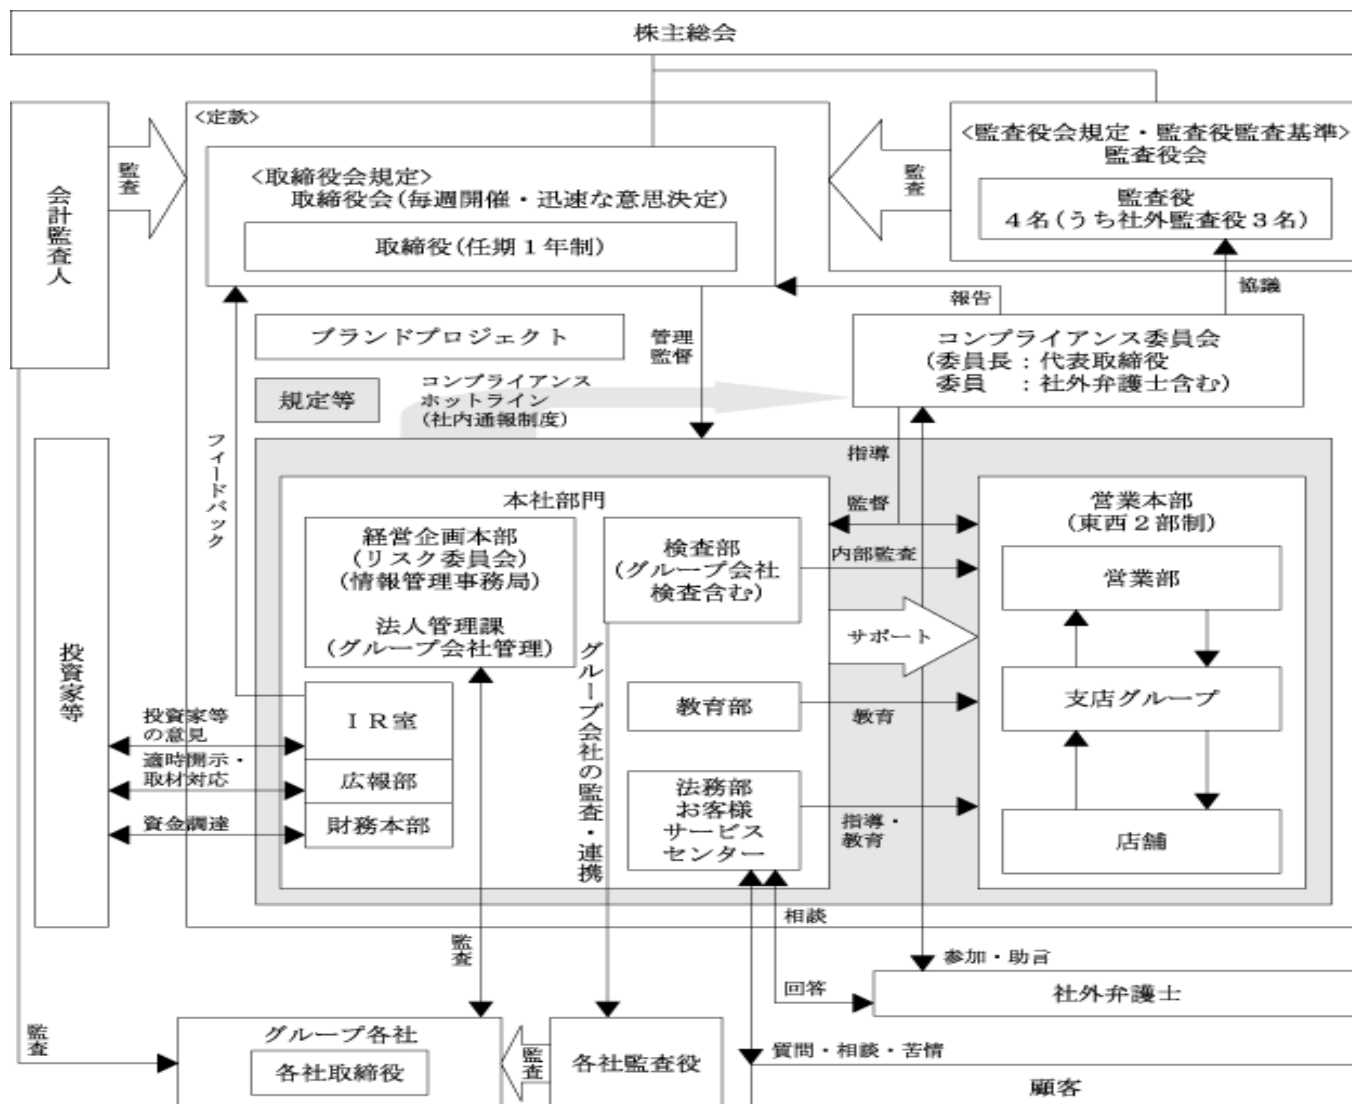 株主総会
<定款>
<監査役会規定・監査役監査基準>
監査役会
監査
監査
会計監査人
<取締役会規定>
取締役会(毎週開催・迅速な意思決定)
監査役
4名(うち社外監査役3名)
取締役(任期1年制)
報告
協議
ブランドプロジェクト
管理
監督
コンプライアンス委員会
(委員長:代表取締役
委員 :社外弁護士含む)
規定等
コンプライアンス
ホットライン
(社内通報制度)
フィードバック
指導
監督
本社部門
営業本部
(東西2部制)
経営企画本部
(リスク委員会)
(情報管理事務局)
法人管理課
(グループ会社管理)
検査部
(グループ会社
検査含む)
内部監査
営業部
サポート
投資家等
グループ会社の監査・連携
教育部
教育
支店グループ
投資家等
の意見
IR室
適時開示・
取材対応
広報部
資金調達
財務本部
法務部
お客様
サービス
センター
指導・
教育
店舗
相談
監査
参加・助言
回答
社外弁護士
監査
グループ各社
各社取締役
監査
各社監査役
質問・相談・苦情
顧客